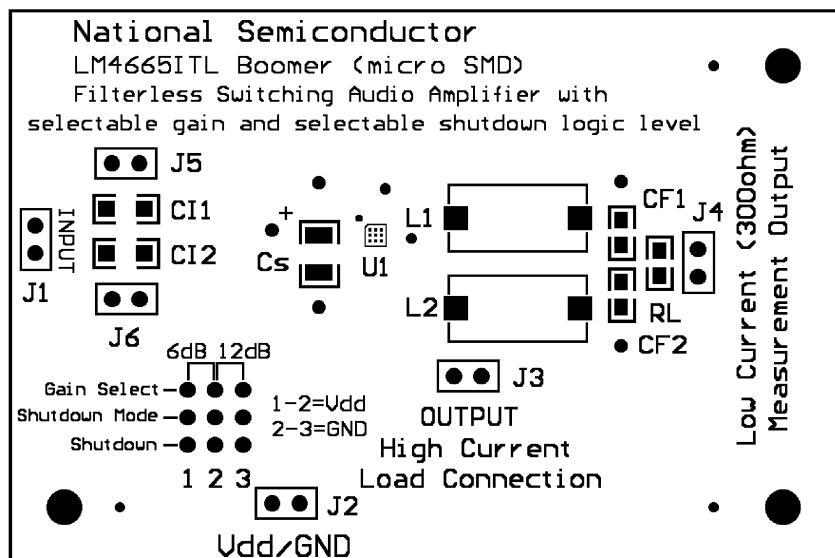 National Semiconductor
LM4665ITL Boomer (micro SMD)
Filterless Switching Audio Amplifier with
selectable gain and selectable shutdown logic level
J5
CI1
INPUT
CI2
J1
J6
+
Cs
U1
L1
L2
CF1
J4
RL
CF2
Low Current (300ohm)
Measurement Output
6dB 12dB
Gain Select
Shutdown Mode
Shutdown
1-2=Vdd
2-3=GND
1 2 3
J3
OUTPUT
High Current
Load Connection
J2
Vdd/GND